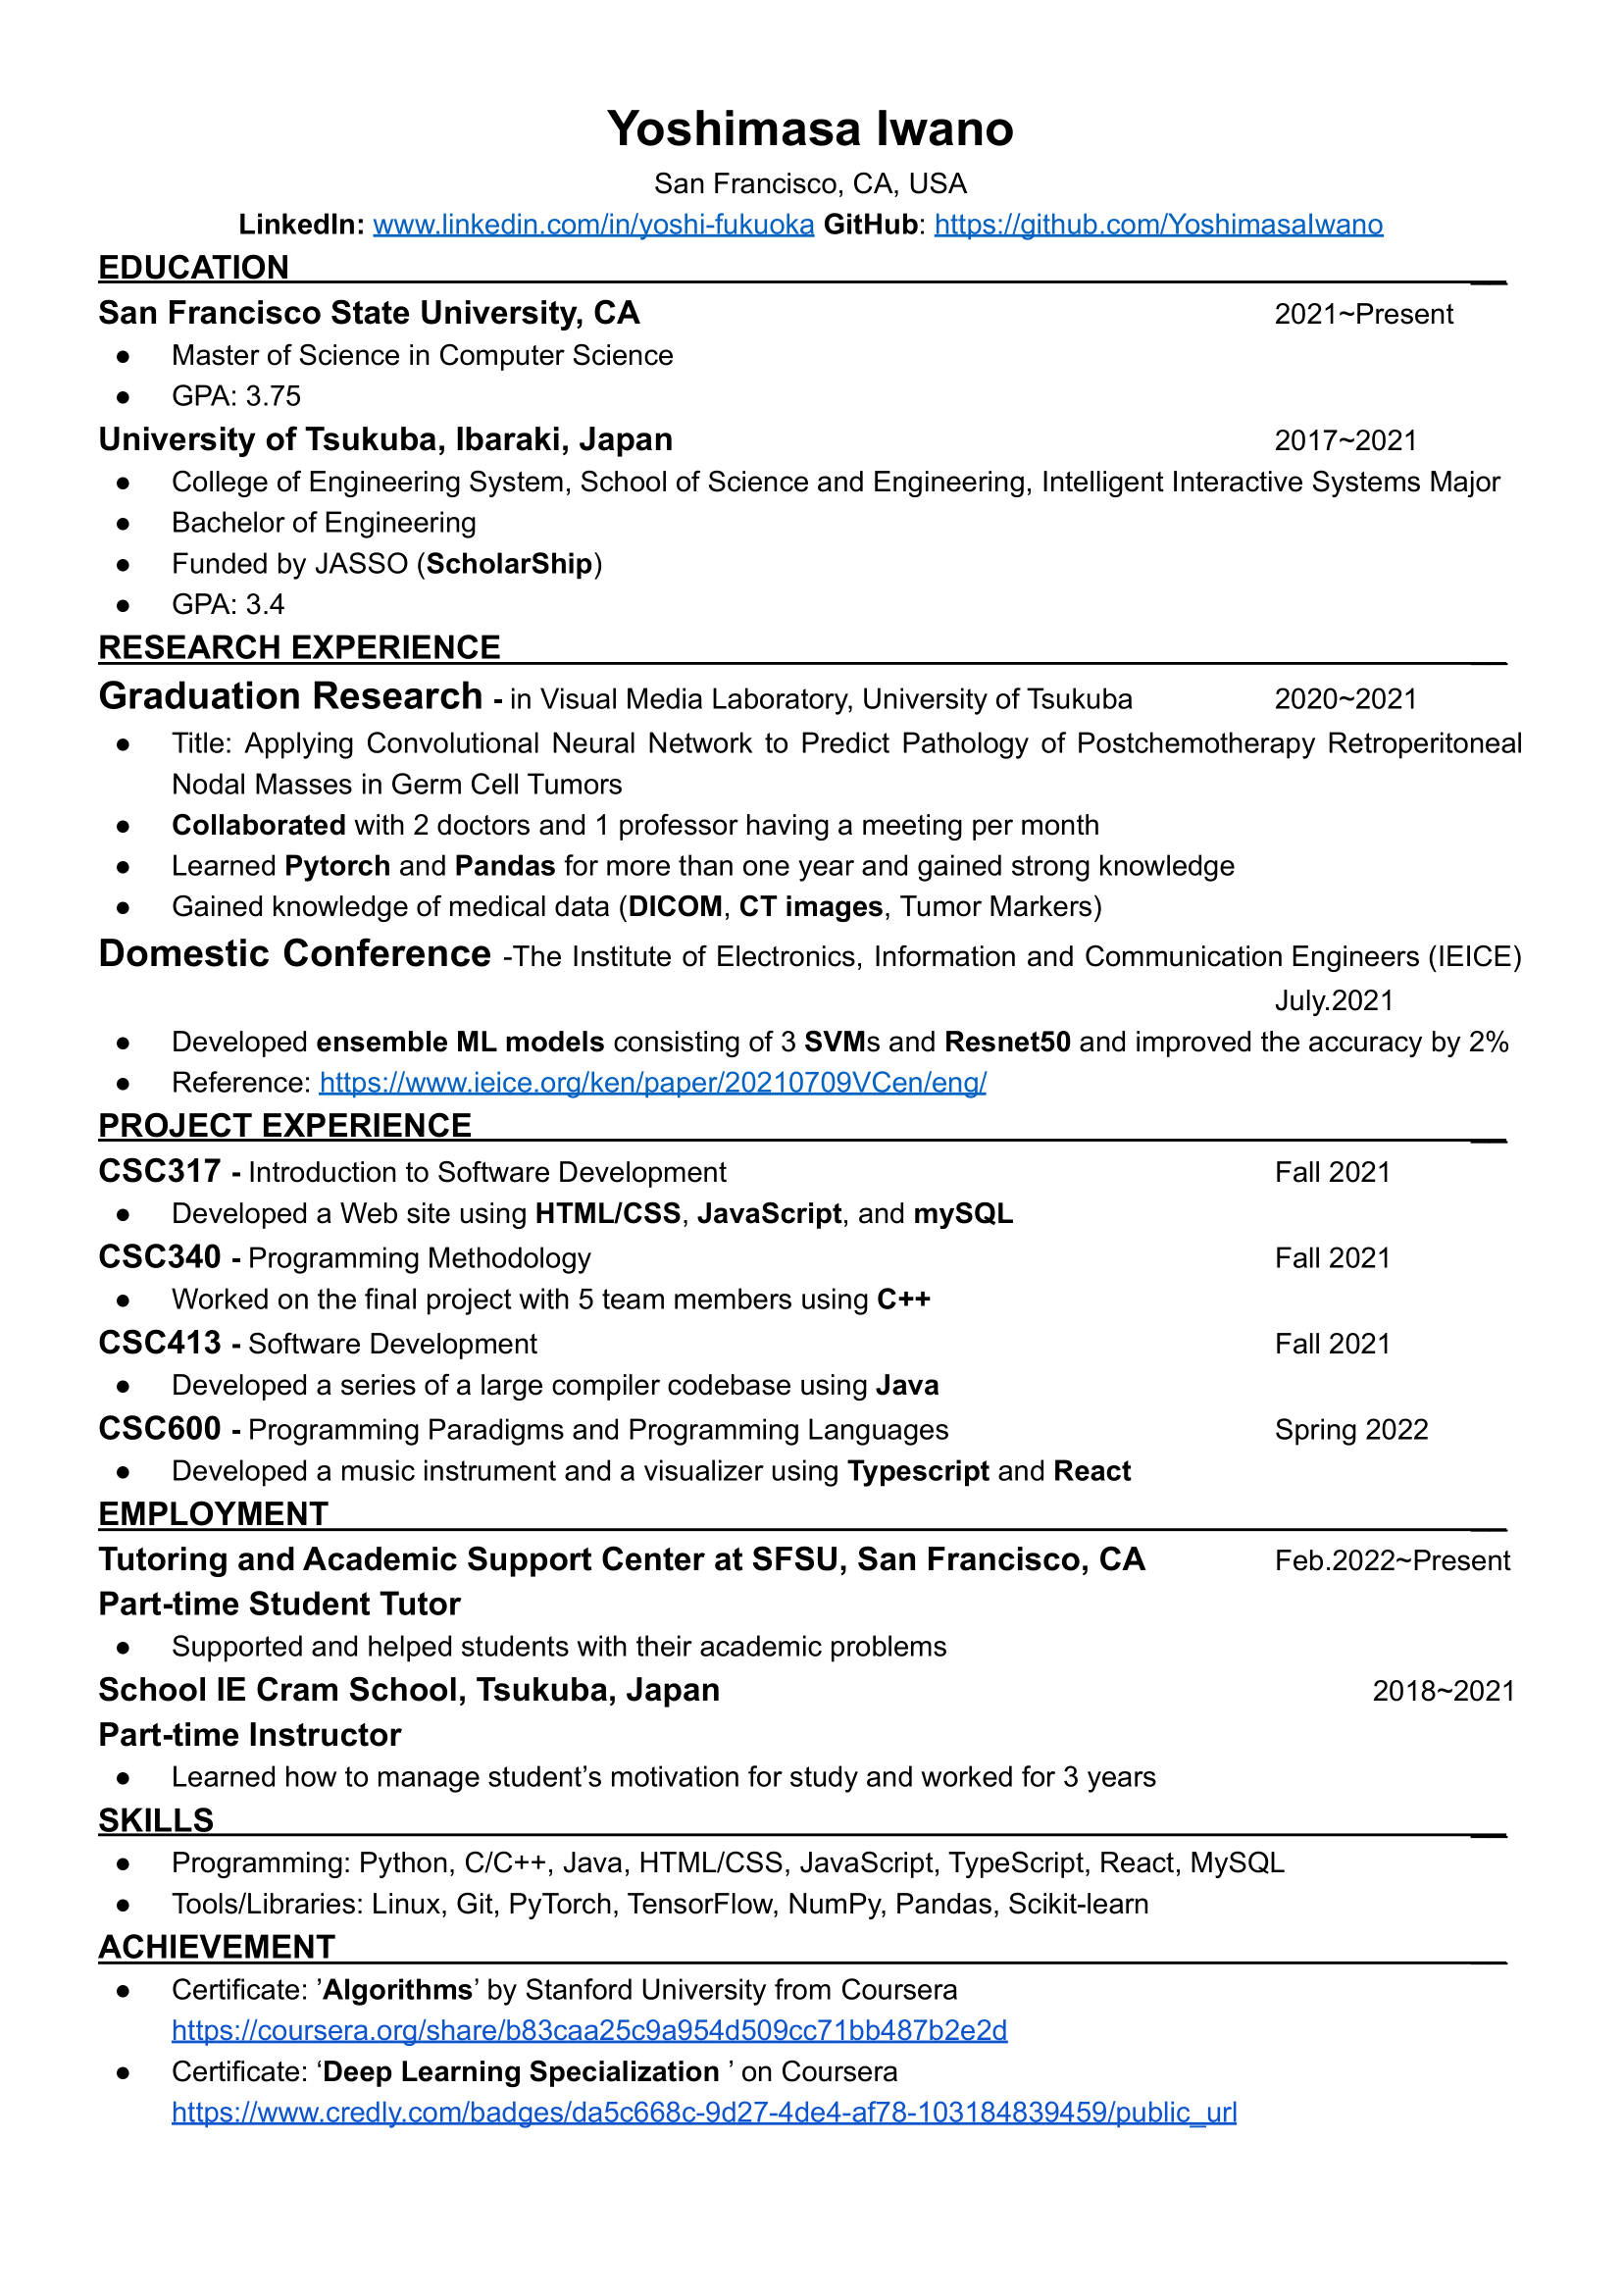 Yoshimasa Iwano
San Francisco, CA, USA
LinkedIn: www.linkedin.com/in/yoshi-fukuoka GitHub: https://github.com/YoshimasaIwano
EDUCATION
San Francisco State University, CA 2021~Present
● Master of Science in Computer Science
● GPA: 3.75
University of Tsukuba, Ibaraki, Japan 2017~2021
● College of Engineering System, School of Science and Engineering, Intelligent Interactive Systems Major
● Bachelor of Engineering
● Funded by JASSO (ScholarShip)
● GPA: 3.4
RESEARCH EXPERIENCE
Graduation Research - in Visual Media Laboratory, University of Tsukuba 2020~2021
● Title: Applying Convolutional Neural Network to Predict Pathology of Postchemotherapy Retroperitoneal
Nodal Masses in Germ Cell Tumors
● Collaborated with 2 doctors and 1 professor having a meeting per month
● Learned Pytorch and Pandas for more than one year and gained strong knowledge
● Gained knowledge of medical data (DICOM, CT images, Tumor Markers)
Domestic Conference -The Institute of Electronics, Information and Communication Engineers (IEICE)
July.2021
● Developed ensemble ML models consisting of 3 SVMs and Resnet50 and improved the accuracy by 2%
● Reference: https://www.ieice.org/ken/paper/20210709VCen/eng/
PROJECT EXPERIENCE
CSC317 - Introduction to Software Development Fall 2021
● Developed a Web site using HTML/CSS, JavaScript, and mySQL
CSC340 - Programming Methodology Fall 2021
● Worked on the final project with 5 team members using C++
CSC413 - Software Development Fall 2021
● Developed a series of a large compiler codebase using Java
CSC600 - Programming Paradigms and Programming Languages Spring 2022
● Developed a music instrument and a visualizer using Typescript and React
EMPLOYMENT
Tutoring and Academic Support Center at SFSU, San Francisco, CA Feb.2022~Present
Part-time Student Tutor
● Supported and helped students with their academic problems
School IE Cram School, Tsukuba, Japan 2018~2021
Part-time Instructor
● Learned how to manage student’s motivation for study and worked for 3 years
SKILLS
● Programming: Python, C/C++, Java, HTML/CSS, JavaScript, TypeScript, React, MySQL
● Tools/Libraries: Linux, Git, PyTorch, TensorFlow, NumPy, Pandas, Scikit-learn
ACHIEVEMENT
● Certificate: ’Algorithms’ by Stanford University from Coursera
https://coursera.org/share/b83caa25c9a954d509cc71bb487b2e2d
● Certificate: ‘Deep Learning Specialization ’ on Coursera
https://www.credly.com/badges/da5c668c-9d27-4de4-af78-103184839459/public_url